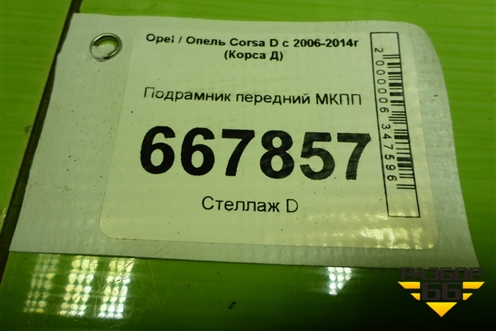 Opel / Опель Corsa D с 2006-2014г
(Корса Д)
Подрамник передний МКПП
667857
Стеллаж D
2000006347596
РАЗБОР
66